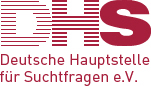 DHS
Deutsche Hauptstelle
für Suchtfragen e.V.